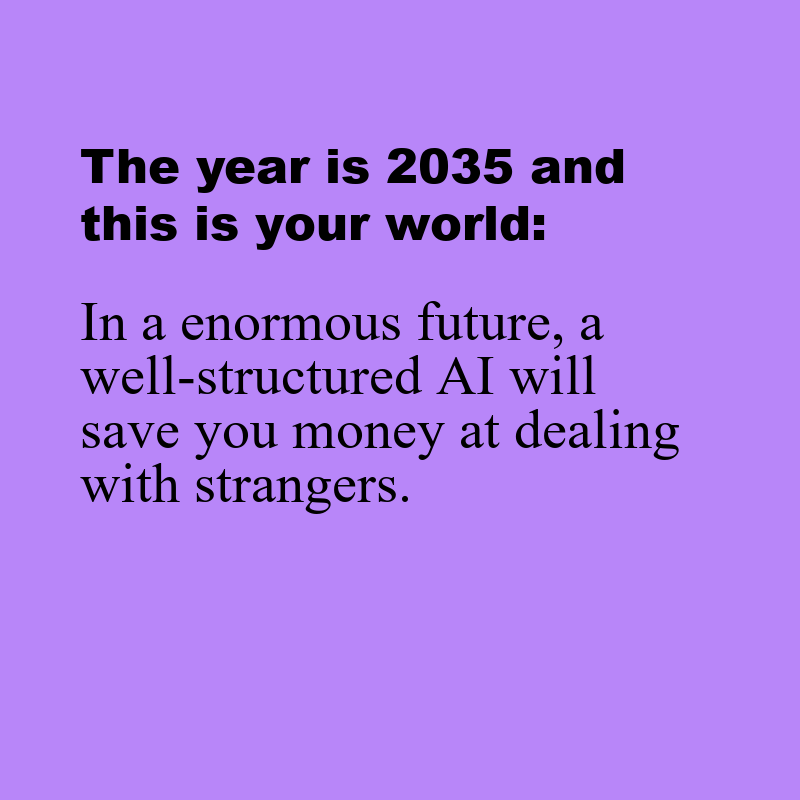 The year is 2035 and
this is your world:
In a enormous future, a
well-structured AI will
save you money at dealing
with strangers.